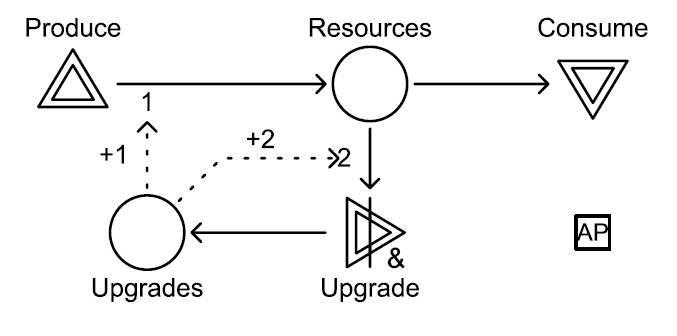 Produce
Resources
Consume
1
+1
+2
2
&
AP
Upgrades
Upgrade